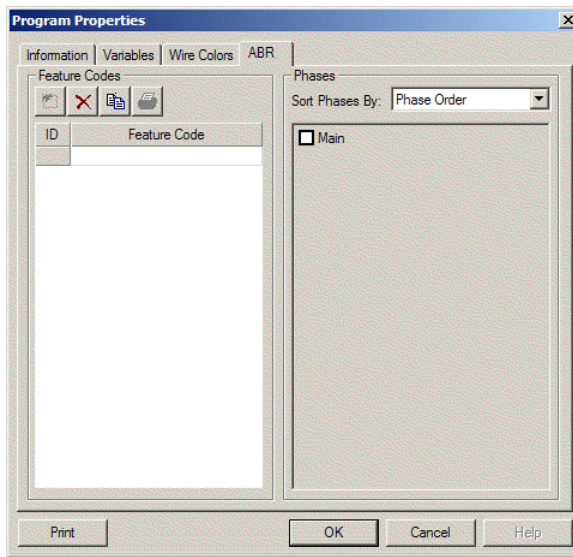 Program Properties
Information
Variables
Wire Colors
ABR
Feature Codes
ID
Feature Code
Phases
Sort Phases By: Phase Order
Main
Print
OK
Cancel
Help